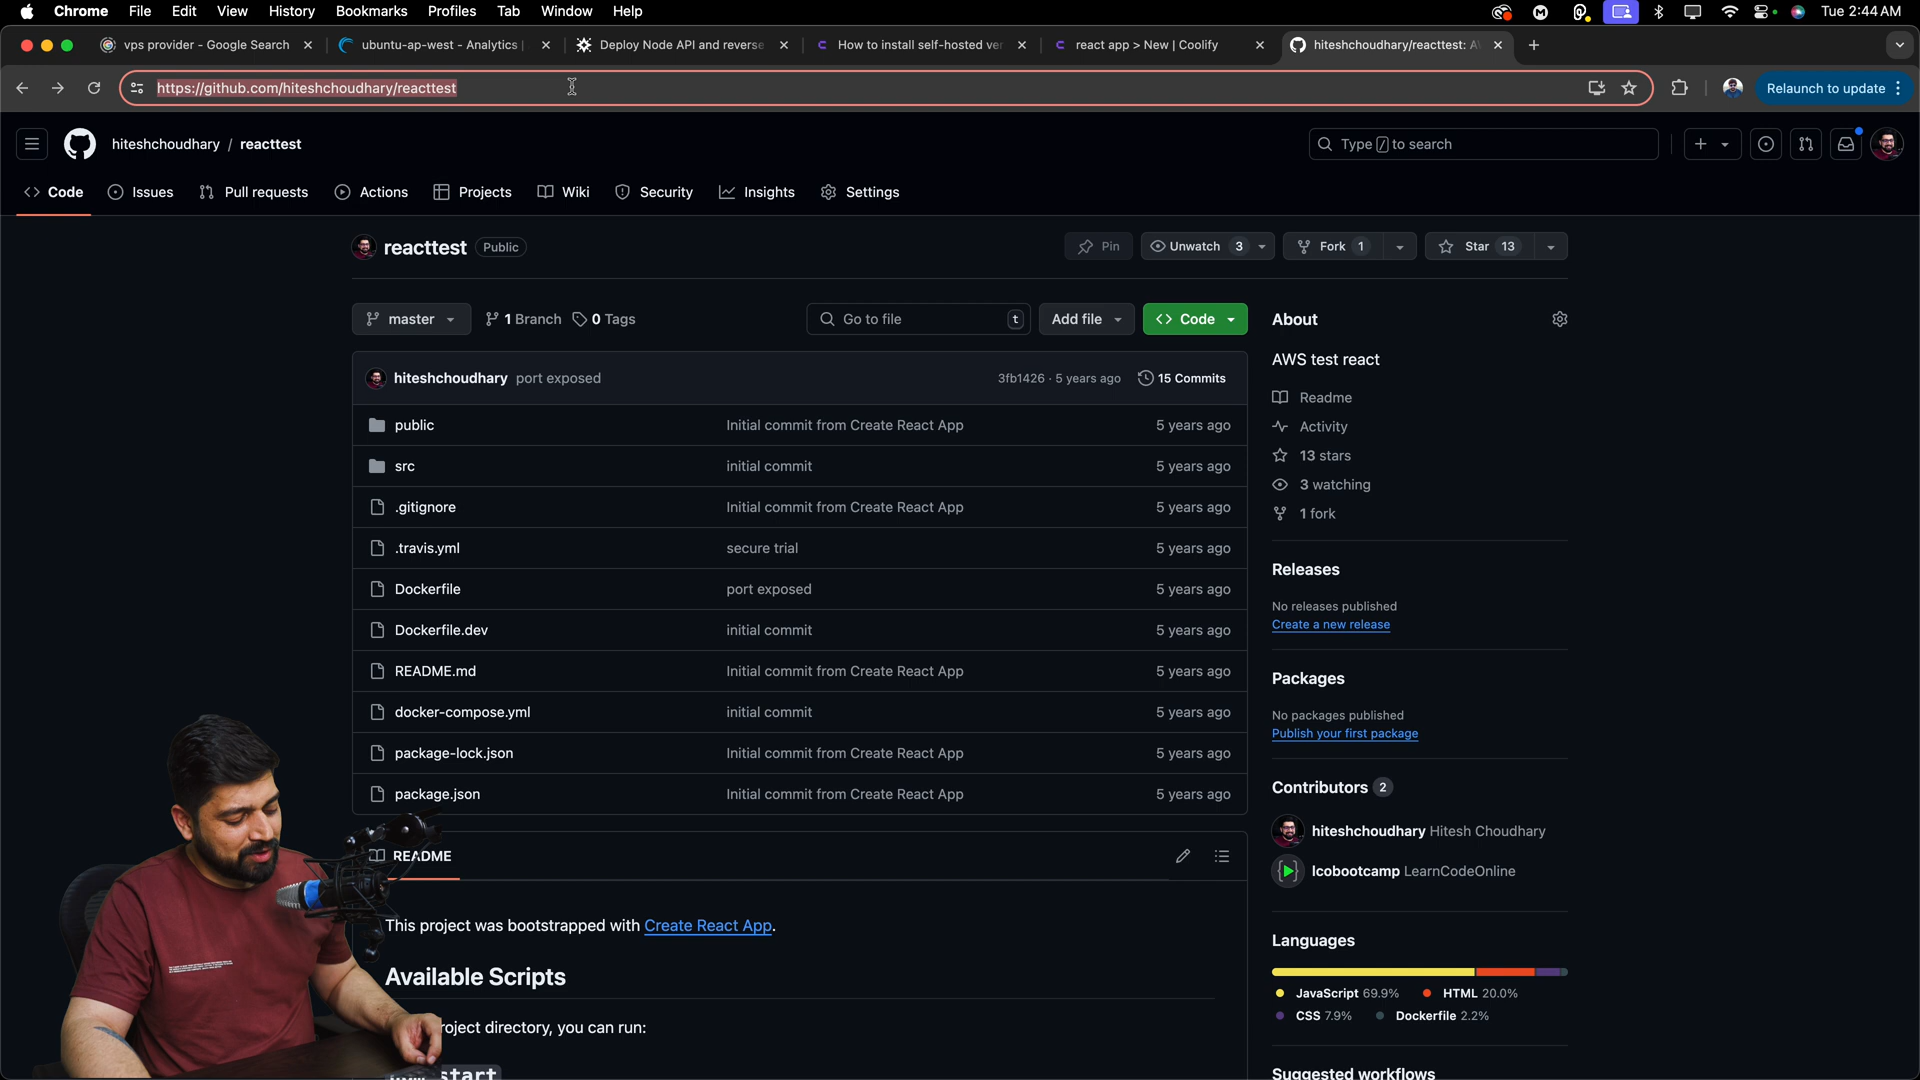 Chrome File Edit View History Bookmarks Profiles Tab Window Help Tue 2:44 AM
vps provider - Google Search ubuntu-ap-west - Analytics | Deploy Node API and reverse How to install self-hosted ver react app > New | Coolify hiteshchoudhary/reacttest: A
https://github.com/hiteshchoudhary/reacttest Relaunch to update
hiteshchoudhary / reacttest Type / to search
Code Issues Pull requests Actions Projects Wiki Security Insights Settings
reacttest Public Pin Unwatch 3 Fork 1 Star 13
master 1 Branch 0 Tags Go to file t Add file Code
hiteshchoudhary port exposed 3fb1426 · 5 years ago 15 Commits
public Initial commit from Create React App 5 years ago
src initial commit 5 years ago
.gitignore Initial commit from Create React App 5 years ago
.travis.yml secure trial 5 years ago
Dockerfile port exposed 5 years ago
Dockerfile.dev initial commit 5 years ago
README.md Initial commit from Create React App 5 years ago
docker-compose.yml initial commit 5 years ago
package-lock.json Initial commit from Create React App 5 years ago
package.json Initial commit from Create React App 5 years ago
README
This project was bootstrapped with Create React App.
Available Scripts
roject directory, you can run:
start
About
AWS test react
Readme
Activity
13 stars
3 watching
1 fork
Releases
No releases published
Create a new release
Packages
No packages published
Publish your first package
Contributors 2
hiteshchoudhary Hitesh Choudhary
lcobootcamp LearnCodeOnline
Languages
JavaScript 69.9% HTML 20.0%
CSS 7.9% Dockerfile 2.2%
Suggested workflows